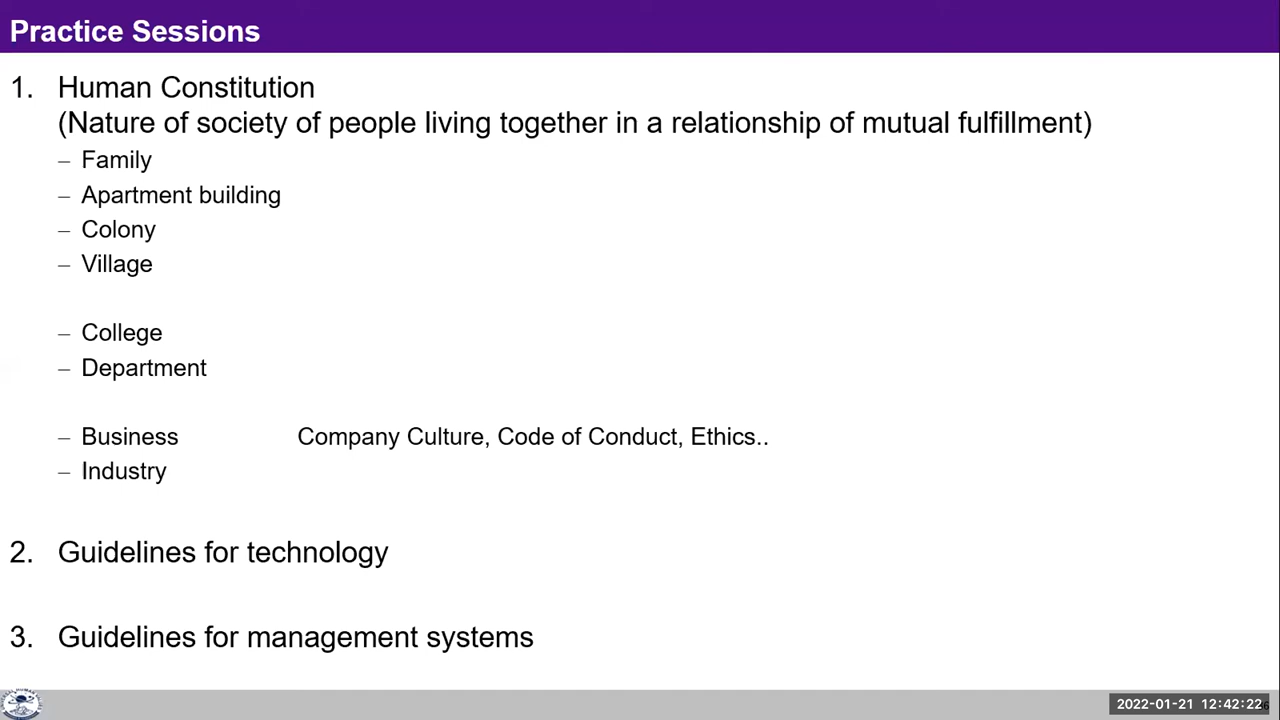 Practice Sessions
1. Human Constitution
(Nature of society of people living together in a relationship of mutual fulfillment)
– Family
– Apartment building
– Colony
– Village
– College
– Department
– Business Company Culture, Code of Conduct, Ethics..
– Industry
2. Guidelines for technology
3. Guidelines for management systems
2022-01-21 12:42:22